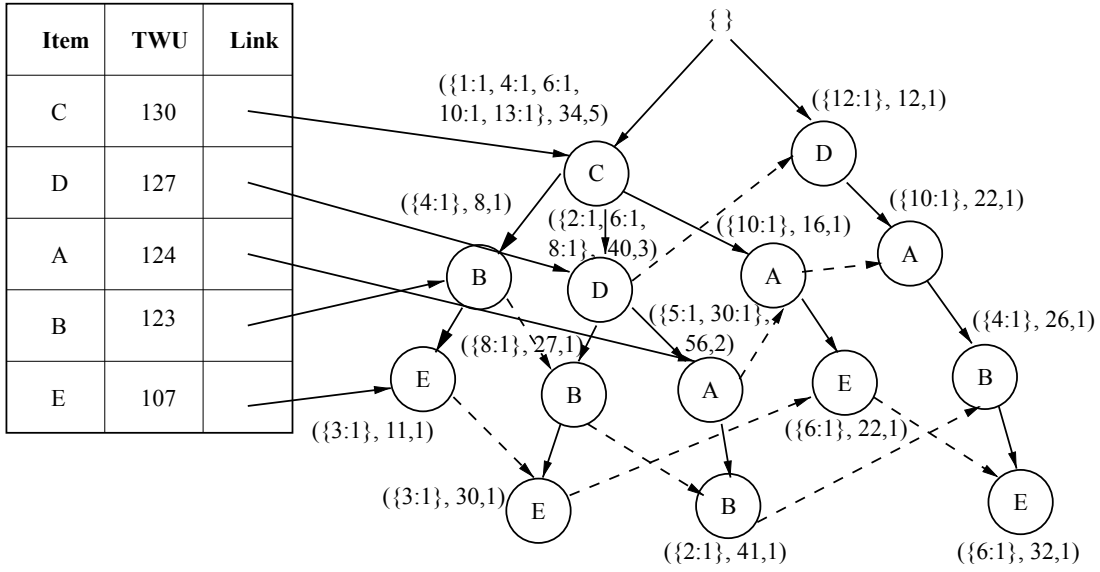 Item TWU Link
C 130
D 127
A 124
B 123
E 107
{ }
({1:1, 4:1, 6:1,
10:1, 13:1}, 34,5)
({12:1}, 12,1)
C
D
({4:1}, 8,1)
({2:1, 6:1,
8:1}, 40,3)
({10:1}, 16,1)
({10:1}, 22,1)
B
D
A
A
({8:1}, 27,1)
({5:1, 30:1},
56,2)
({4:1}, 26,1)
E
B
A
E
B
({3:1}, 11,1)
({6:1}, 22,1)
({3:1}, 30,1)
E
B
E
({2:1}, 41,1)
({6:1}, 32,1)